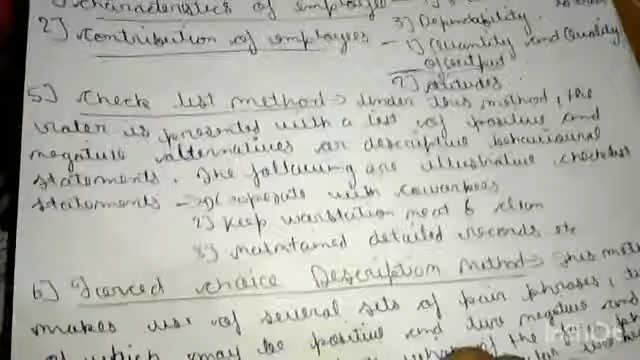 characteristics of employee
3) Dependability
2) Contribution of employees - 1) Quantity and Quality
of output
2) Attitudes
5) Check list method → Under this method, the
rater is presented with a list of positive and
negative alternatives or descriptive behavioural
statements. The following are illustrative checklist
statements → 1) cooperate with coworkers
2) Keep workstation neat & clean
3) maintained detailed records etc
6) Forced choice Description method → This
makes use of several sets of pair phrases,
of which may be positive and two negative and
of the